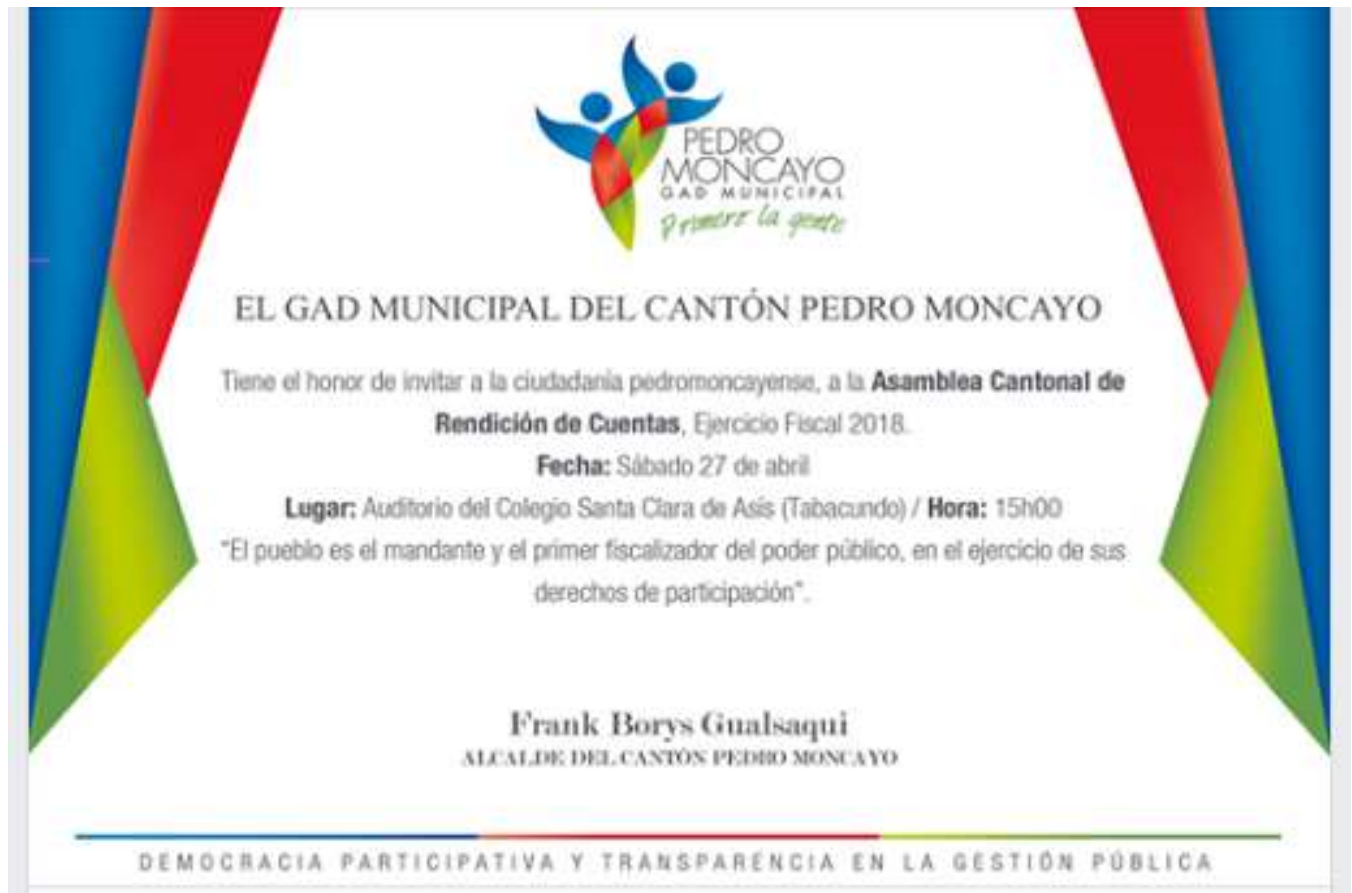 PEDRO
MONCAYO
GAD MUNICIPAL
Primero la gente
EL GAD MUNICIPAL DEL CANTÓN PEDRO MONCAYO
Tiene el honor de invitar a la ciudadanía pedromoncayense, a la Asamblea Cantonal de
Rendición de Cuentas, Ejercicio Fiscal 2018.
Fecha: Sábado 27 de abril
Lugar: Auditorio del Colegio Santa Clara de Asís (Tabacundo) / Hora: 15h00
"El pueblo es el mandante y el primer fiscalizador del poder público, en el ejercicio de sus
derechos de participación".
Frank Borys Gualsaqui
ALCALDE DEL CANTÓN PEDRO MONCAYO
DEMOCRACIA PARTICIPATIVA Y TRANSPARENCIA EN LA GESTIÓN PÚBLICA